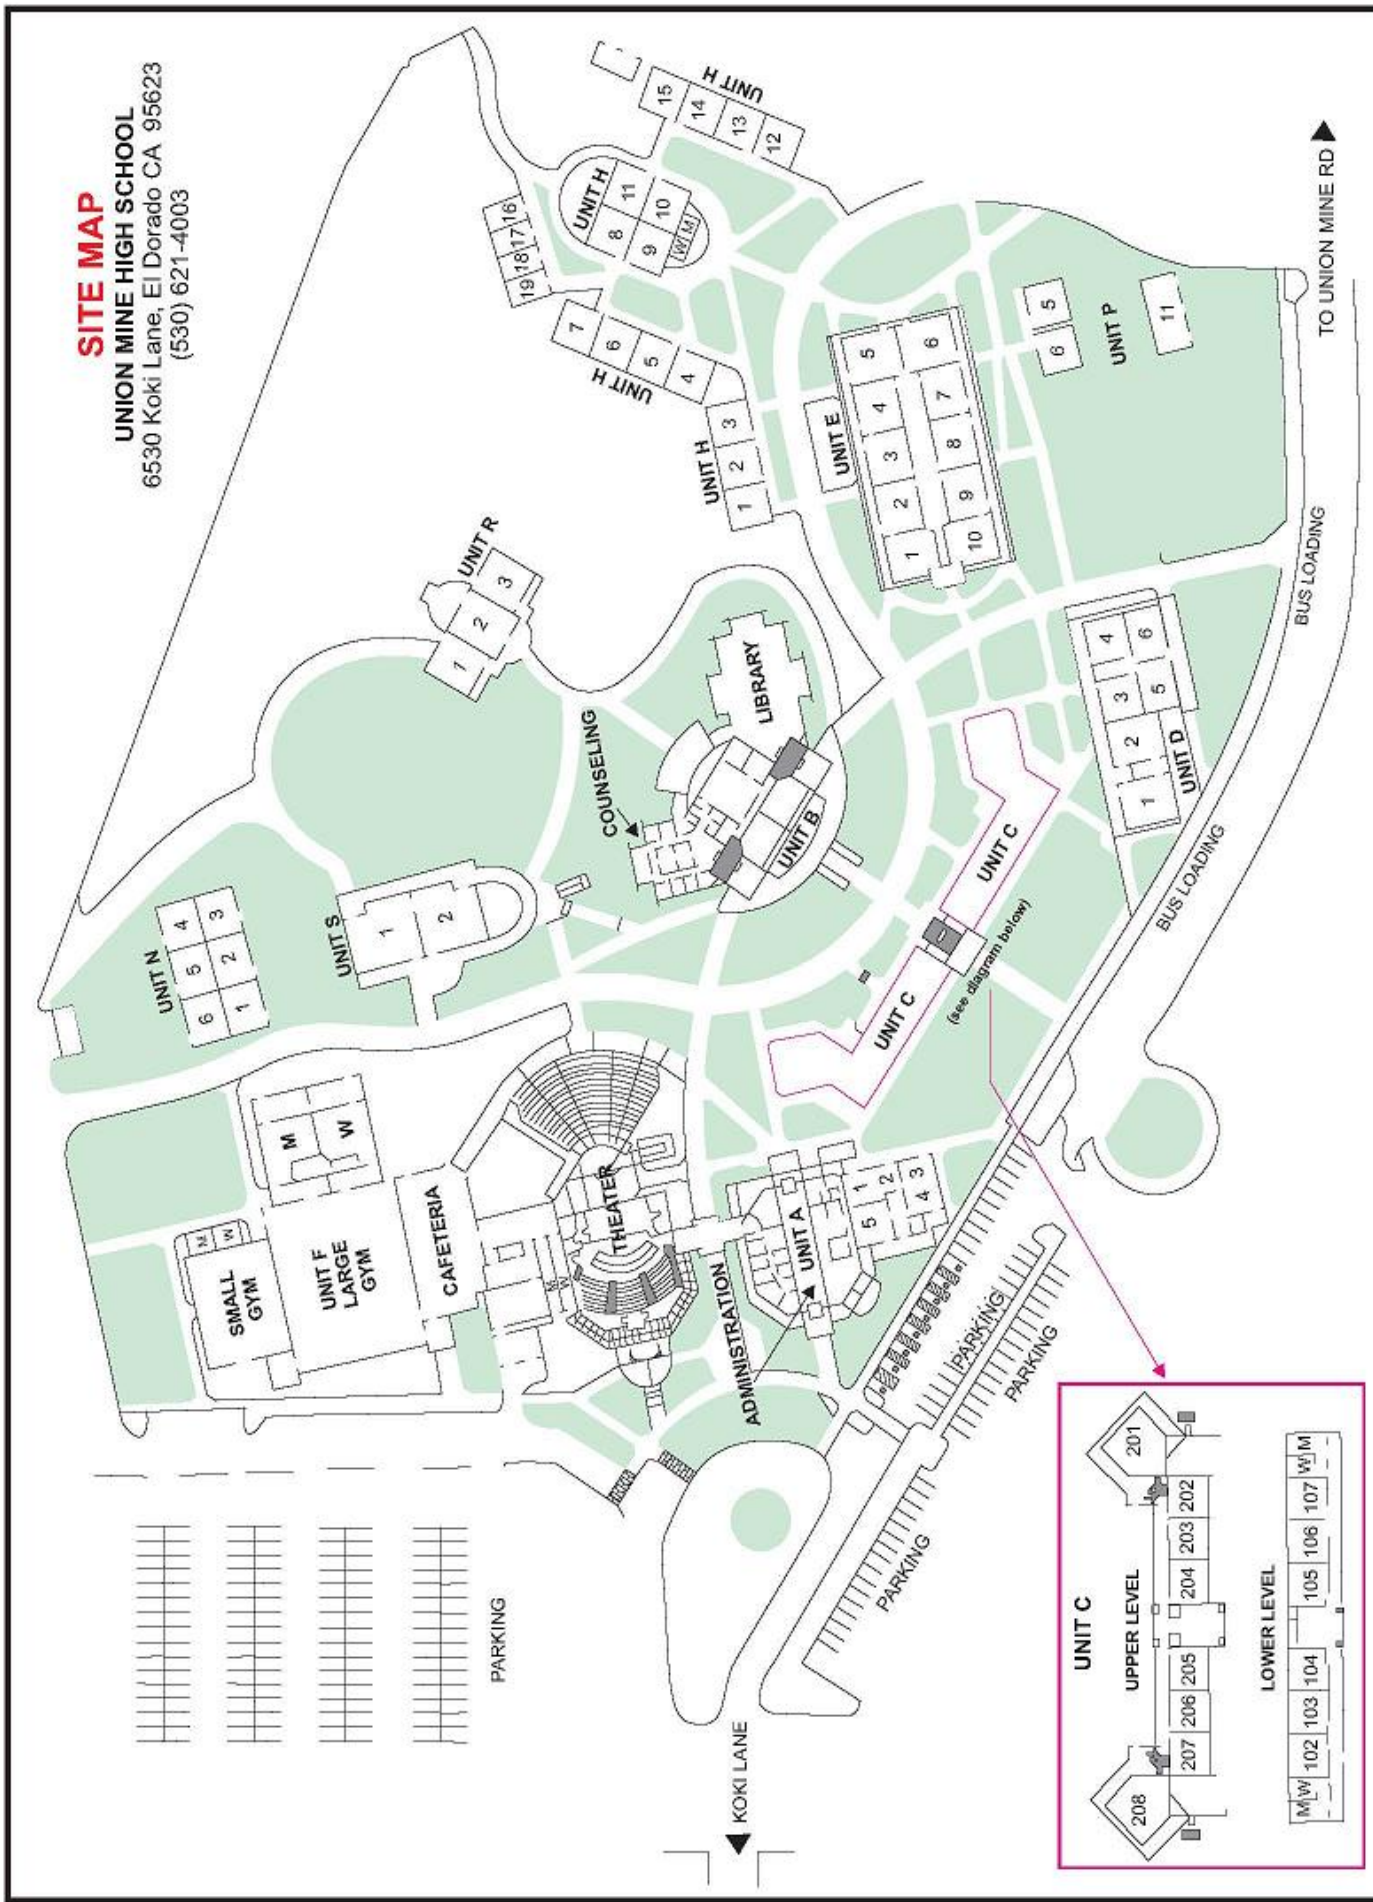 SITE MAP
UNION MINE HIGH SCHOOL
6530 Koki Lane, El Dorado CA 95623
(530) 621-4003
UNIT N
6
5
4
1
2
3
UNIT S
1
2
UNIT R
1
2
3
19
18
17
16
UNIT H
7
6
5
4
UNIT H
1
2
3
UNIT H
8
11
9
10
W
M
UNIT H
15
14
13
12
SMALL
GYM
M
W
UNIT F
LARGE
GYM
M
W
CAFETERIA
M
W
THEATER
COUNSELING
LIBRARY
UNIT B
UNIT E
1
2
3
4
5
10
9
8
7
6
UNIT P
6
5
11
ADMINISTRATION
UNIT A
5
1
2
4
3
UNIT C
UNIT C
(see diagram below)
UNIT D
1
2
3
4
5
6
BUS LOADING
BUS LOADING
TO UNION MINE RD
PARKING
PARKING
PARKING
PARKING
KOKI LANE
UNIT C
UPPER LEVEL
208
207
206
205
204
203
202
201
LOWER LEVEL
M
W
102
103
104
105
106
107
W
M